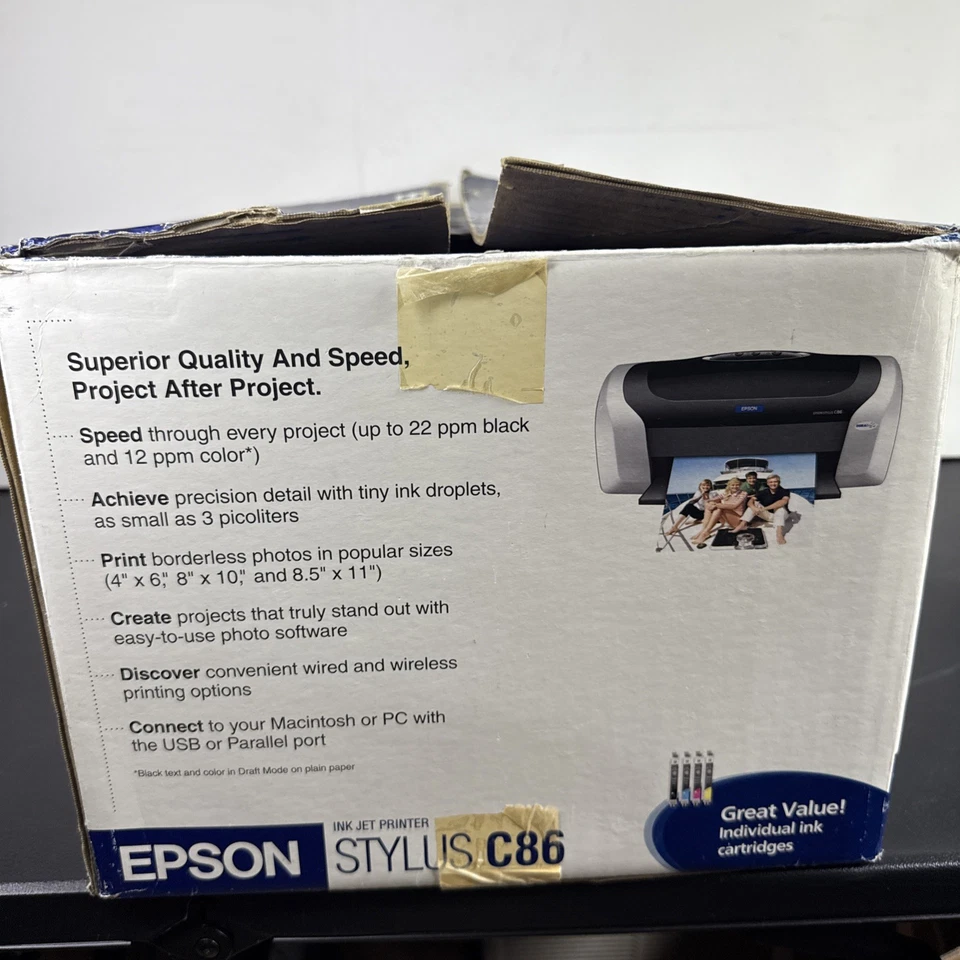 Superior Quality And Speed,
Project After Project.
Speed through every project (up to 22 ppm black
and 12 ppm color*)
Achieve precision detail with tiny ink droplets,
as small as 3 picoliters
Print borderless photos in popular sizes
(4" x 6," 8" x 10," and 8.5" x 11")
Create projects that truly stand out with
easy-to-use photo software
Discover convenient wired and wireless
printing options
Connect to your Macintosh or PC with
the USB or Parallel port
*Black text and color in Draft Mode on plain paper
EPSON
EPSON
INK JET PRINTER
STYLUS C86
Great Value!
Individual ink
cartridges